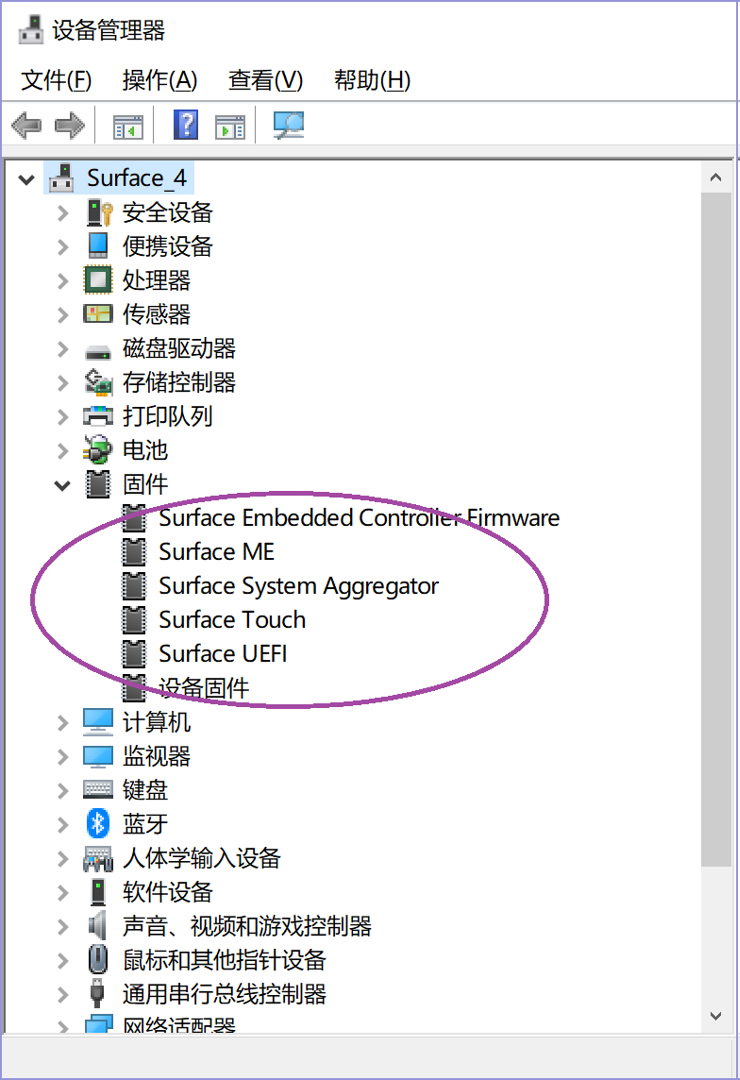 设备管理器
文件(F) 操作(A) 查看(V) 帮助(H)
?
Surface_4
安全设备
便携设备
处理器
传感器
磁盘驱动器
存储控制器
打印队列
电池
固件
Surface Embedded Controller Firmware
Surface ME
Surface System Aggregator
Surface Touch
Surface UEFI
设备固件
计算机
监视器
键盘
蓝牙
人体学输入设备
软件设备
声音、视频和游戏控制器
鼠标和其他指针设备
通用串行总线控制器
网络适配器